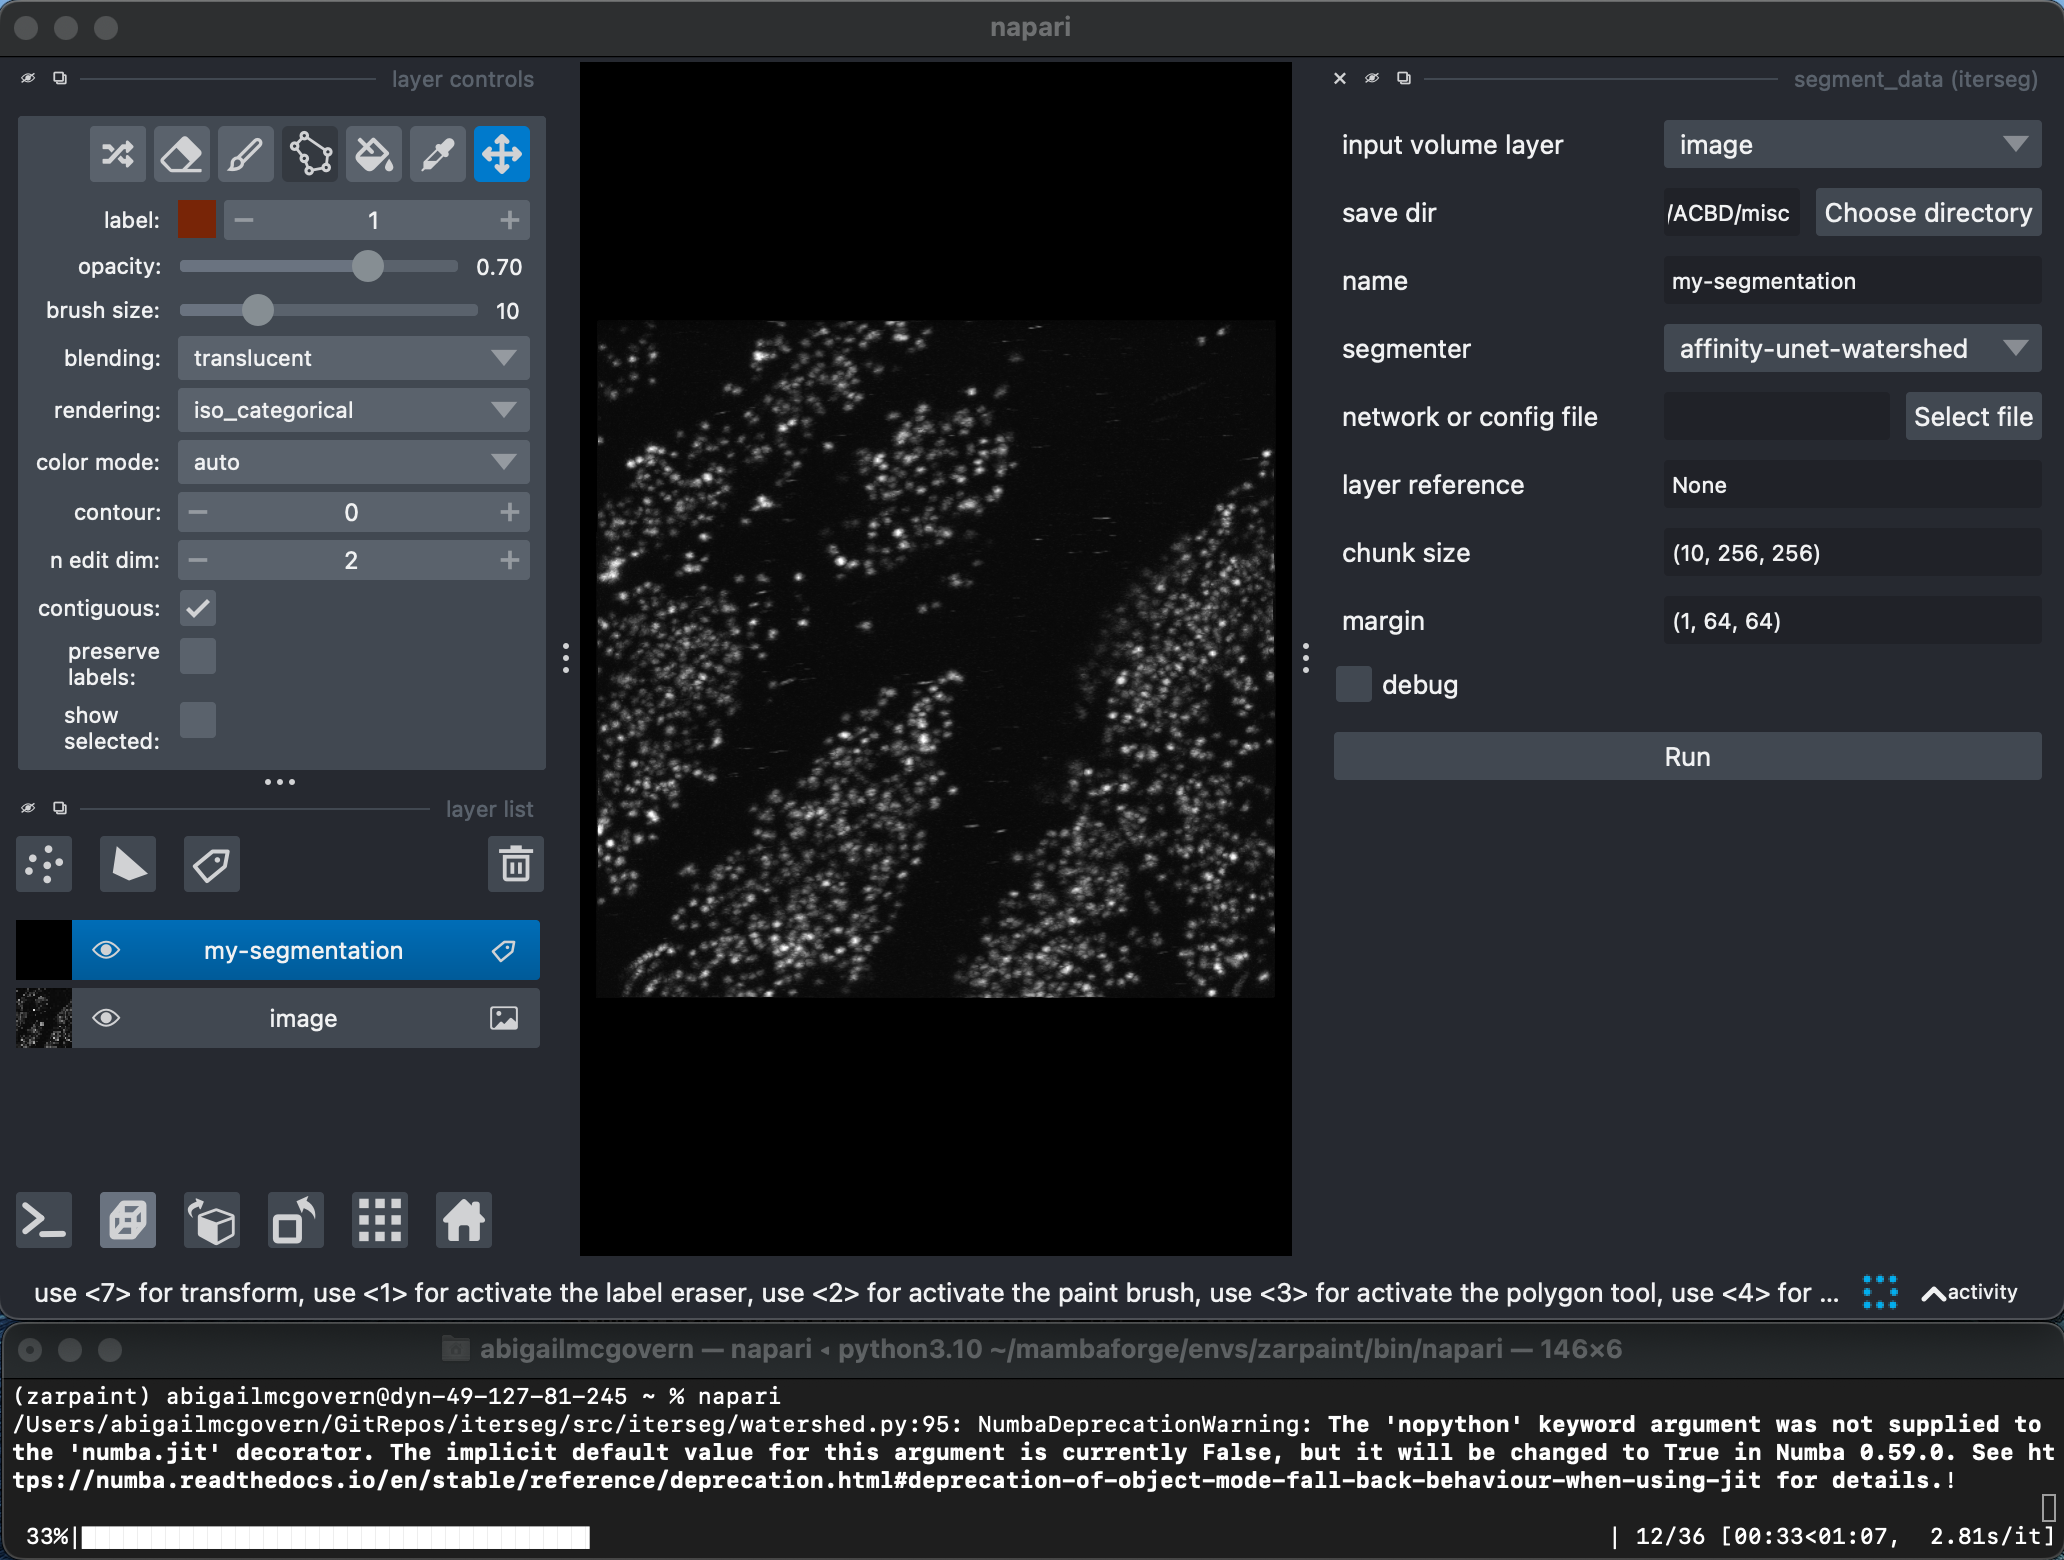 napari
layer controls
label:
1
opacity:
0.70
brush size:
10
blending:
translucent
rendering:
iso_categorical
color mode:
auto
contour:
0
n edit dim:
2
contiguous:
preserve
labels:
show
selected:
layer list
my-segmentation
image
segment_data (iterseg)
input volume layer
image
save dir
/ACBD/misc
Choose directory
name
my-segmentation
segmenter
affinity-unet-watershed
network or config file
Select file
layer reference
None
chunk size
(10, 256, 256)
margin
(1, 64, 64)
debug
Run
use <7> for transform, use <1> for activate the label eraser, use <2> for activate the paint brush, use <3> for activate the polygon tool, use <4> for ...
activity
abigailmcgovern — napari ◂ python3.10 ~/mambaforge/envs/zarpaint/bin/napari — 146×6
(zarpaint) abigailmcgovern@dyn-49-127-81-245 ~ % napari
/Users/abigailmcgovern/GitRepos/iterseg/src/iterseg/watershed.py:95: NumbaDeprecationWarning: The 'nopython' keyword argument was not supplied to
the 'numba.jit' decorator. The implicit default value for this argument is currently False, but it will be changed to True in Numba 0.59.0. See ht
tps://numba.readthedocs.io/en/stable/reference/deprecation.html#deprecation-of-object-mode-fall-back-behaviour-when-using-jit for details.!
33%| | 12/36 [00:33<01:07, 2.81s/it]